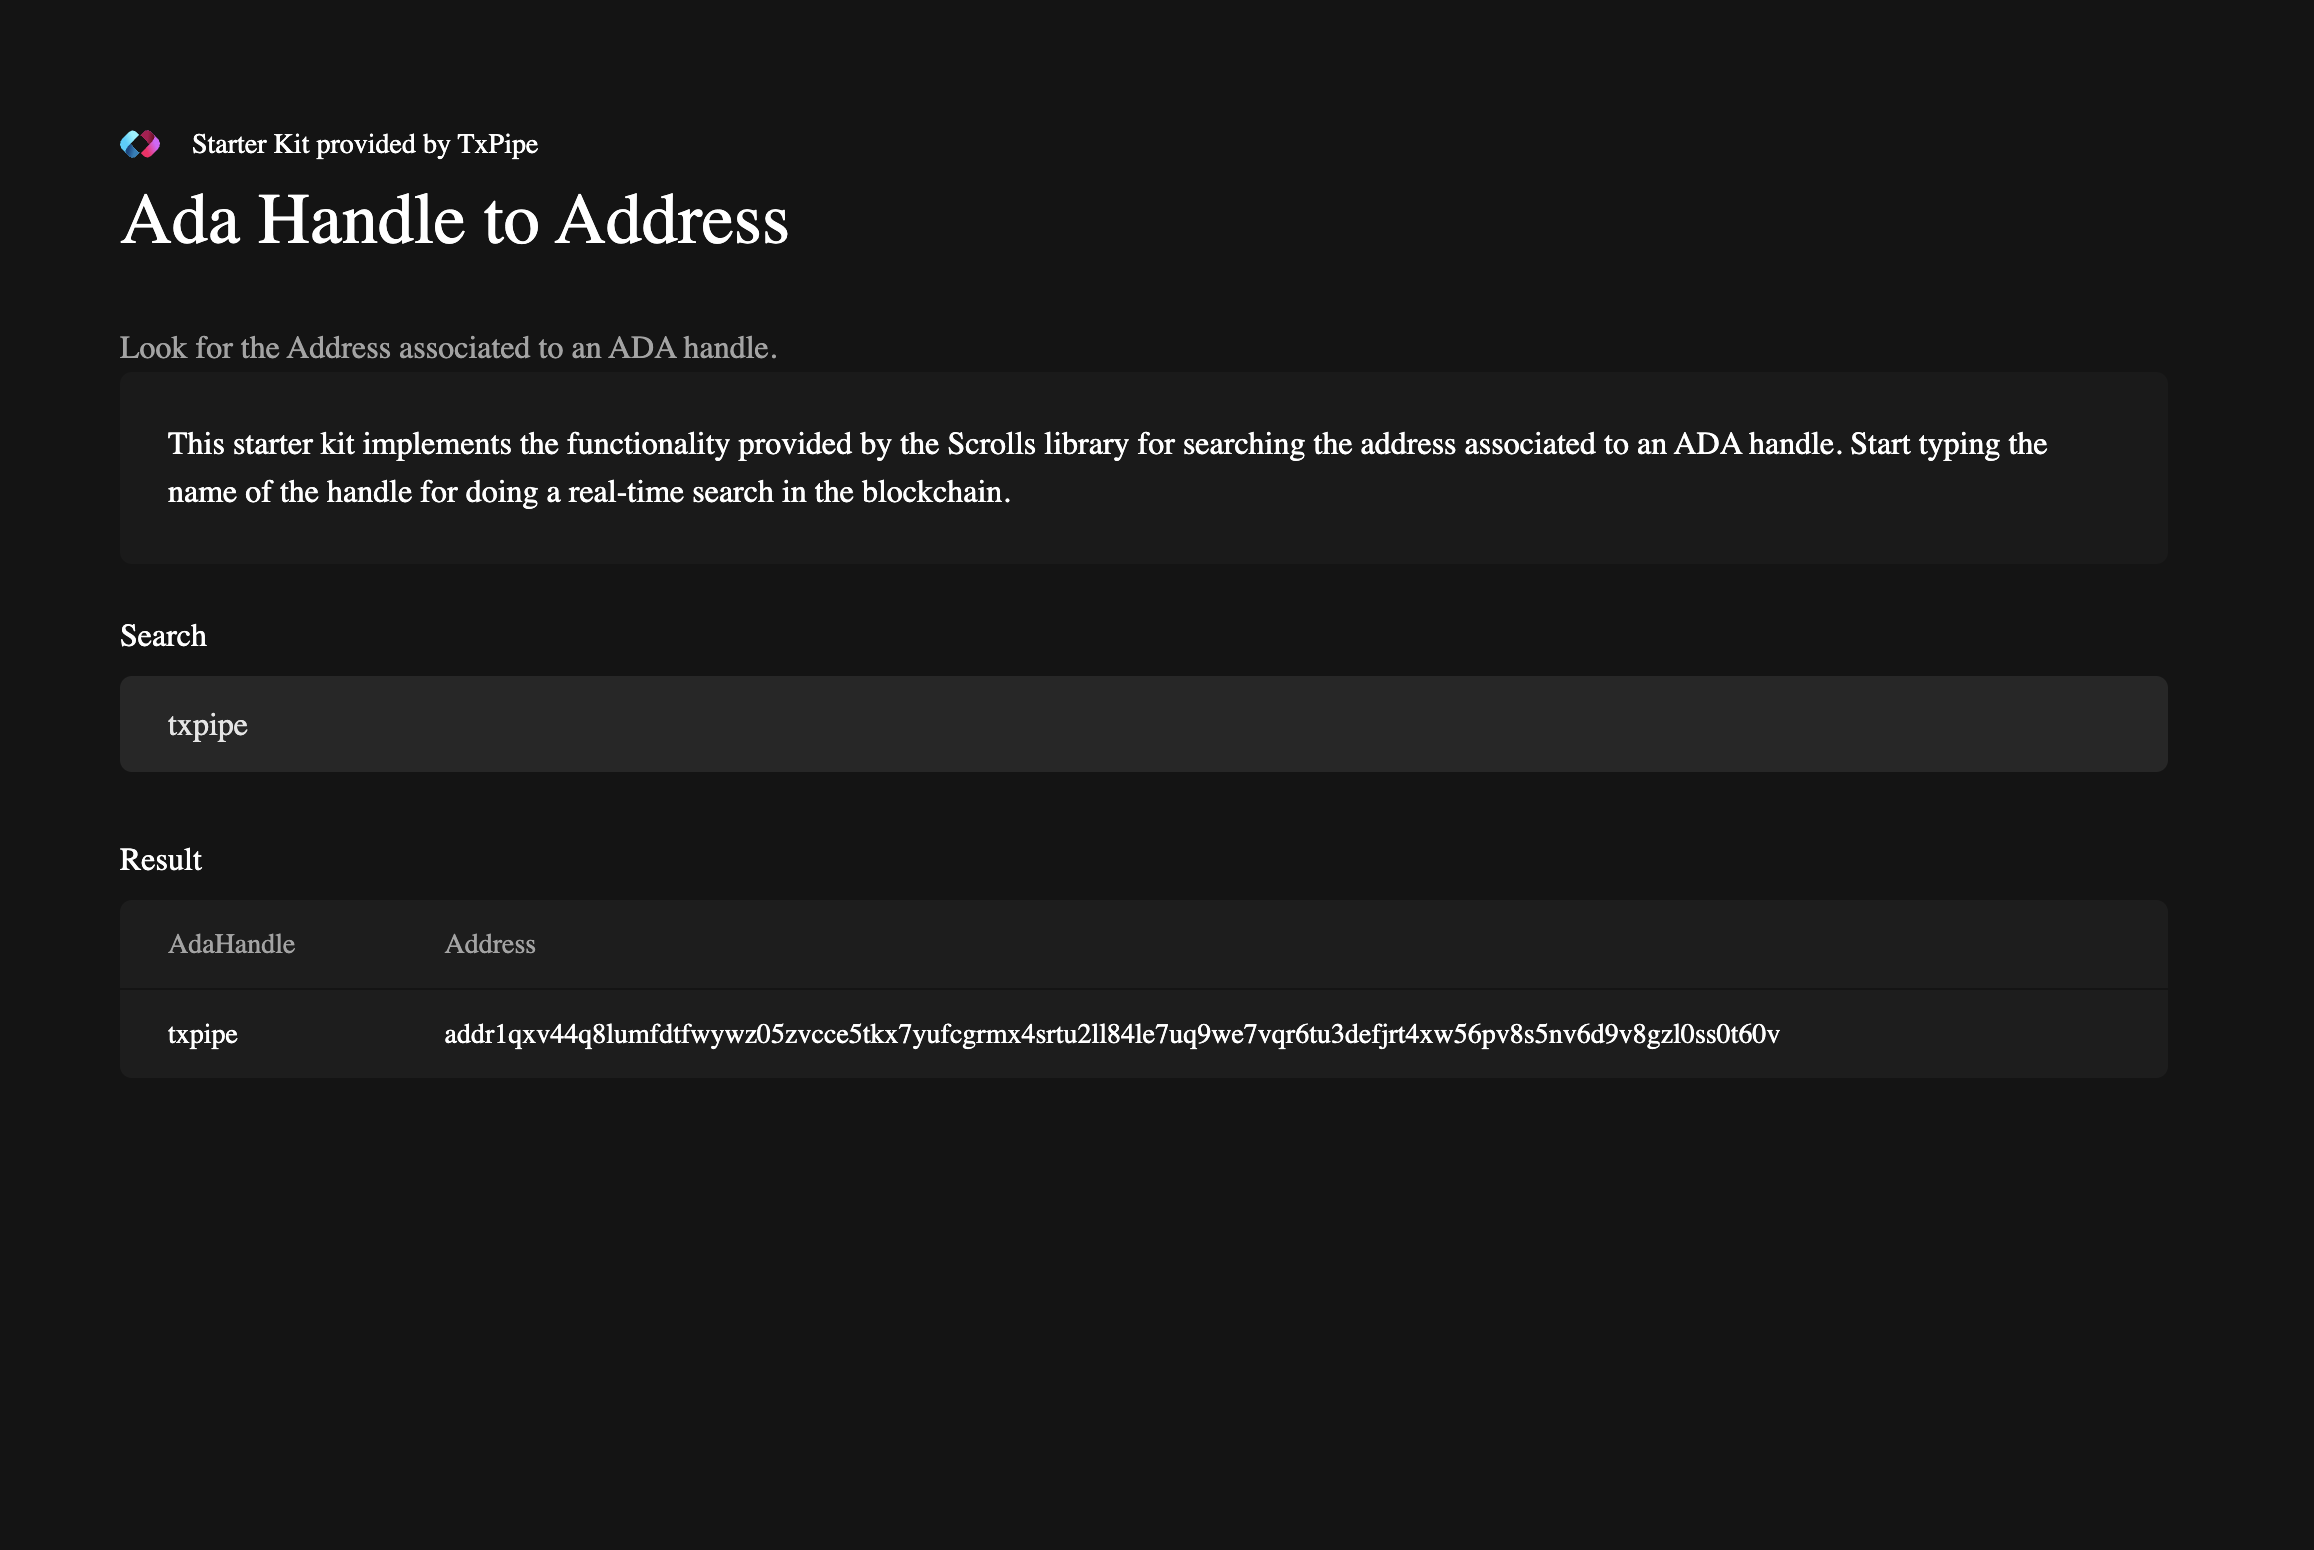 Starter Kit provided by TxPipe
Ada Handle to Address
Look for the Address associated to an ADA handle.
This starter kit implements the functionality provided by the Scrolls library for searching the address associated to an ADA handle. Start typing the
name of the handle for doing a real-time search in the blockchain.
Search
txpipe
Result
AdaHandle Address
txpipe addr1qxv44q8lumfdtfwywz05zvcce5tkx7yufcgrmx4srtu2ll84le7uq9we7vqr6tu3defjrt4xw56pv8s5nv6d9v8gzl0ss0t60v